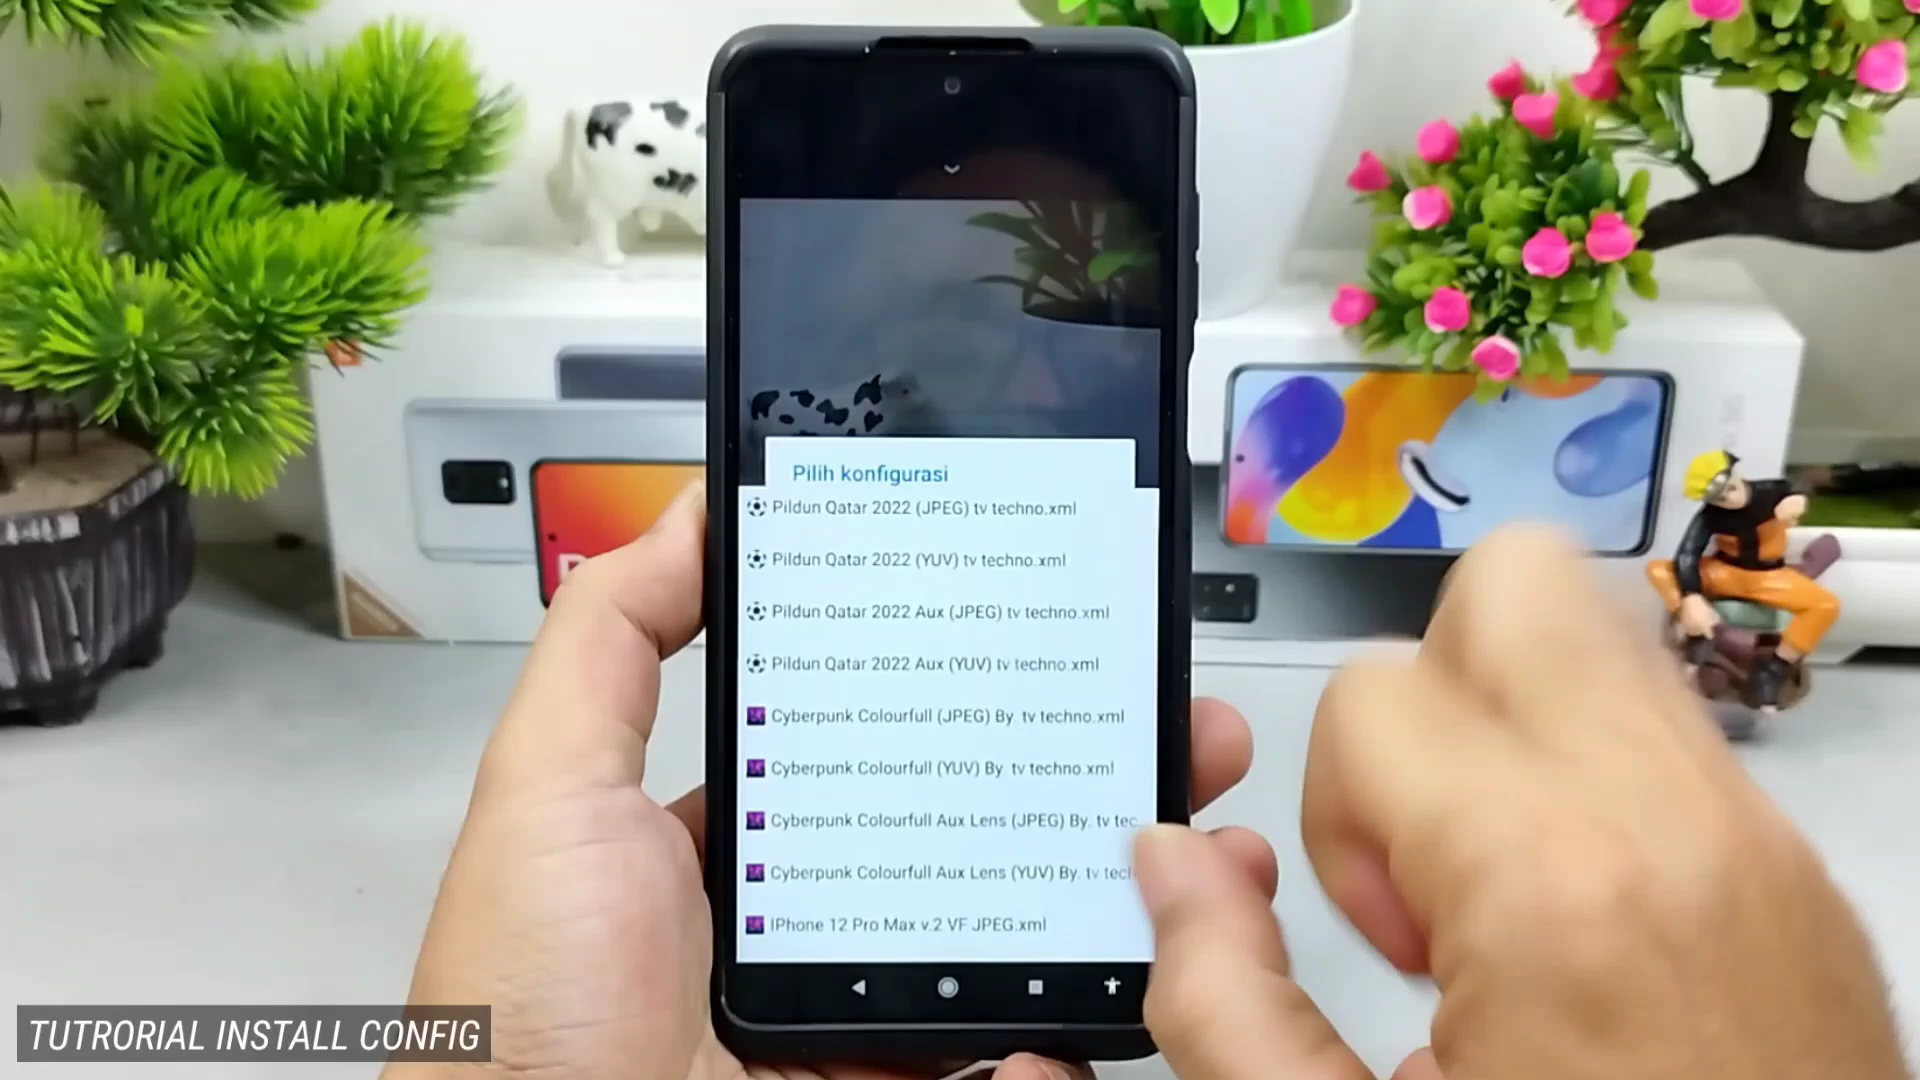 Pilih konfigurasi
Pildun Qatar 2022 (JPEG) tv techno.xml
Pildun Qatar 2022 (YUV) tv techno.xml
Pildun Qatar 2022 Aux (JPEG) tv techno.xml
Pildun Qatar 2022 Aux (YUV) tv techno.xml
Cyberpunk Colourfull (JPEG) By. tv techno.xml
Cyberpunk Colourfull (YUV) By. tv techno.xml
Cyberpunk Colourfull Aux Lens (JPEG) By. tv tec
Cyberpunk Colourfull Aux Lens (YUV) By. tv tech
IPhone 12 Pro Max v.2 VF JPEG.xml
TUTRORIAL INSTALL CONFIG